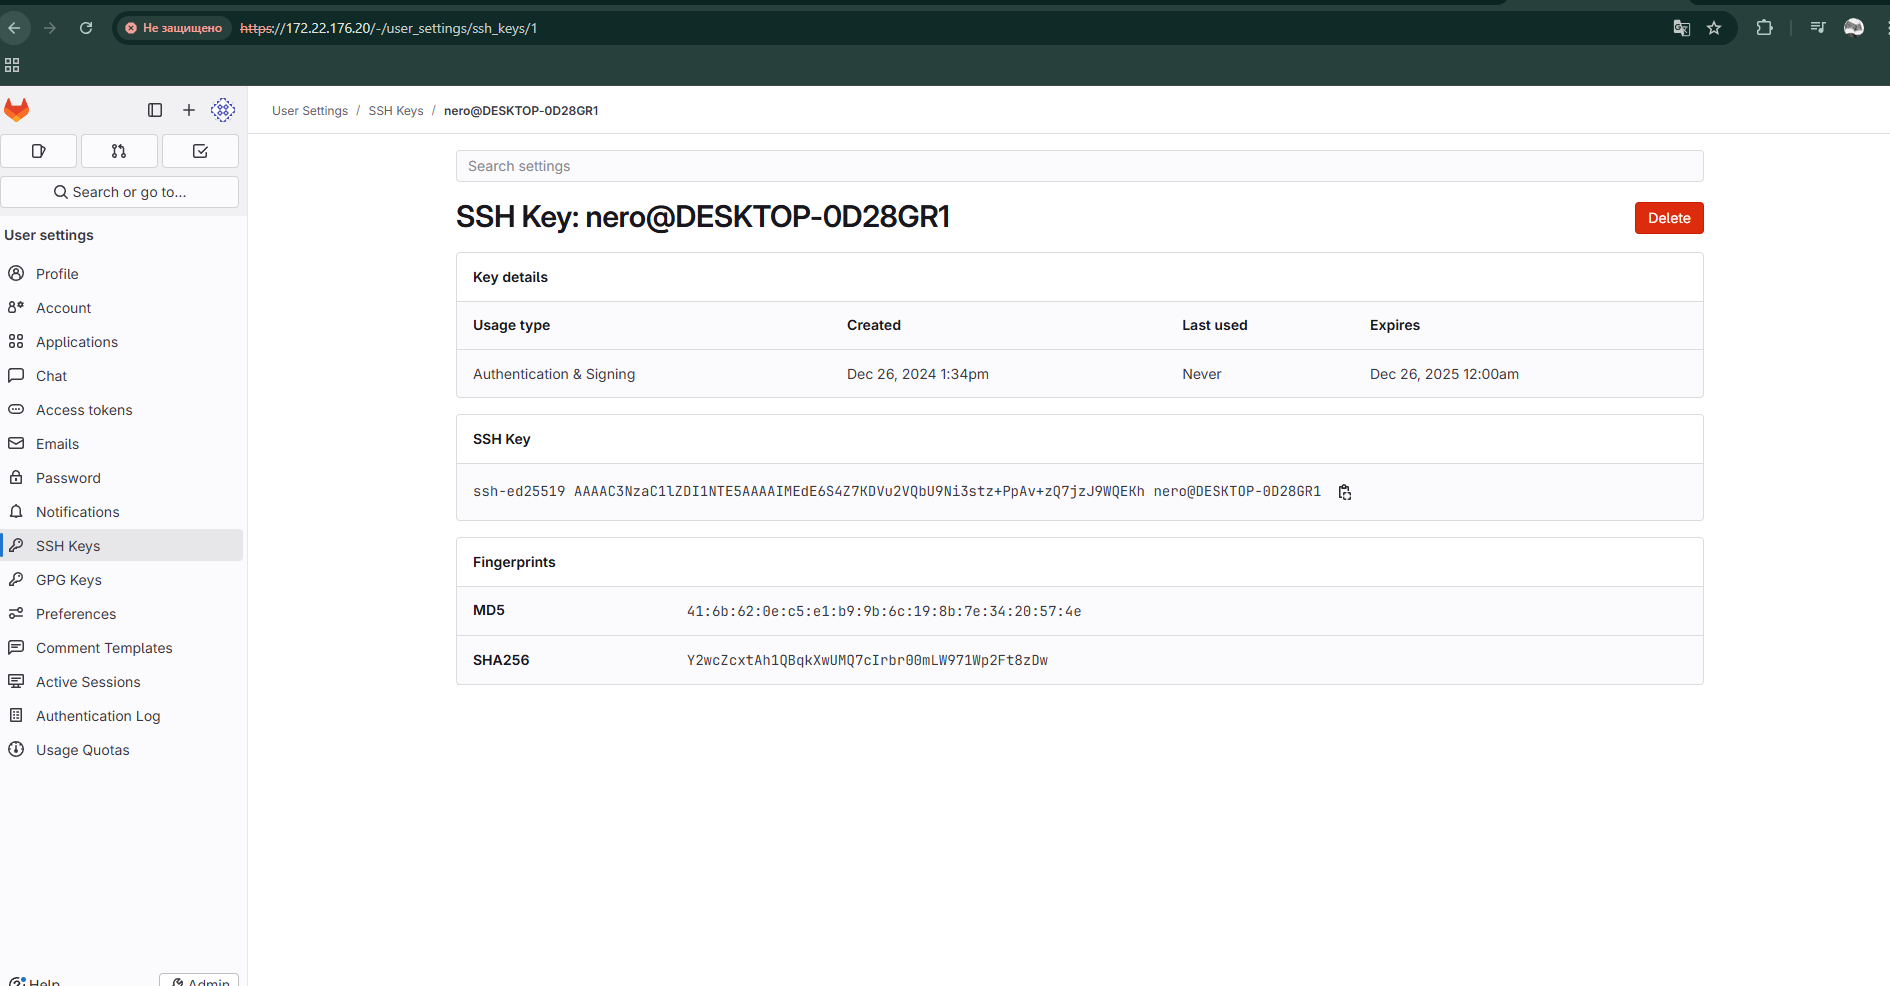 Не защищено https://172.22.176.20/-/user_settings/ssh_keys/1
User Settings / SSH Keys / nero@DESKTOP-0D28GR1
Search or go to...
User settings
Profile
Account
Applications
Chat
Access tokens
Emails
Password
Notifications
SSH Keys
GPG Keys
Preferences
Comment Templates
Active Sessions
Authentication Log
Usage Quotas
Help
Admin
Search settings
SSH Key: nero@DESKTOP-0D28GR1
Delete
Key details
Usage type Created Last used Expires
Authentication & Signing Dec 26, 2024 1:34pm Never Dec 26, 2025 12:00am
SSH Key
ssh-ed25519 AAAAC3NzaC1lZDI1NTE5AAAAIMEdE6S4Z7KDVu2VQbU9Ni3stz+PpAv+zQ7jzJ9WQEKh nero@DESKTOP-0D28GR1
Fingerprints
MD5 41:6b:62:0e:c5:e1:b9:9b:6c:19:8b:7e:34:20:57:4e
SHA256 Y2wcZcxtAh1QBqkXwUMQ7cIrbr00mLW971Wp2Ft8zDw